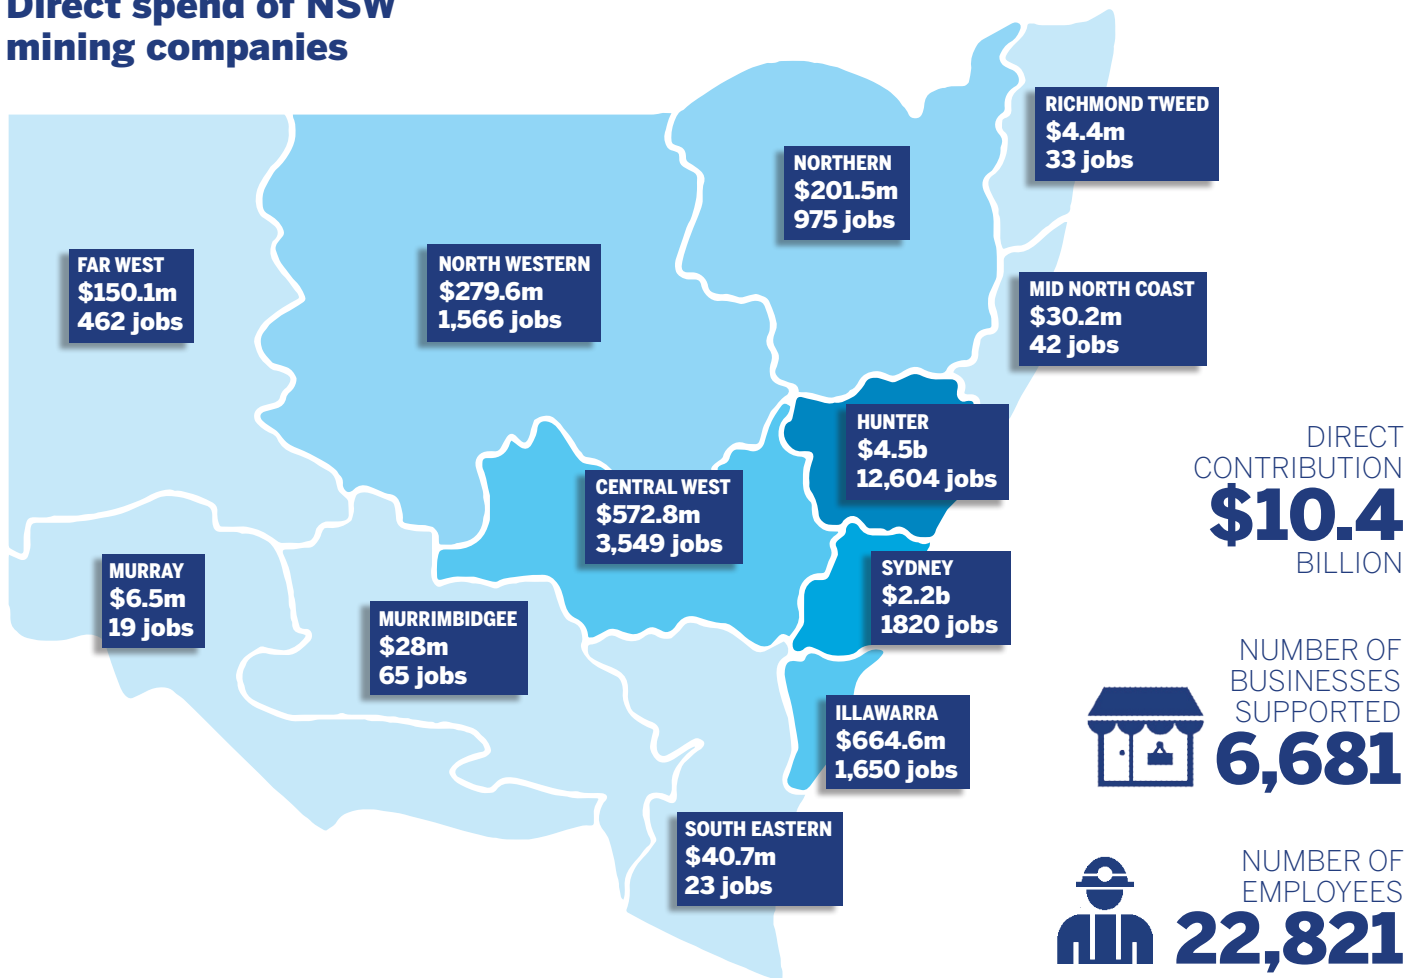 Direct spend of NSW
mining companies
RICHMOND TWEED
$4.4m
33 jobs
NORTHERN
$201.5m
975 jobs
FAR WEST
$150.1m
462 jobs
NORTH WESTERN
$279.6m
1,566 jobs
MID NORTH COAST
$30.2m
42 jobs
HUNTER
$4.5b
12,604 jobs
CENTRAL WEST
$572.8m
3,549 jobs
SYDNEY
$2.2b
1820 jobs
MURRAY
$6.5m
19 jobs
MURRIMBIDGEE
$28m
65 jobs
ILLAWARRA
$664.6m
1,650 jobs
SOUTH EASTERN
$40.7m
23 jobs
DIRECT
CONTRIBUTION
$10.4
BILLION
NUMBER OF
BUSINESSES
SUPPORTED
6,681
NUMBER OF
EMPLOYEES
22,821